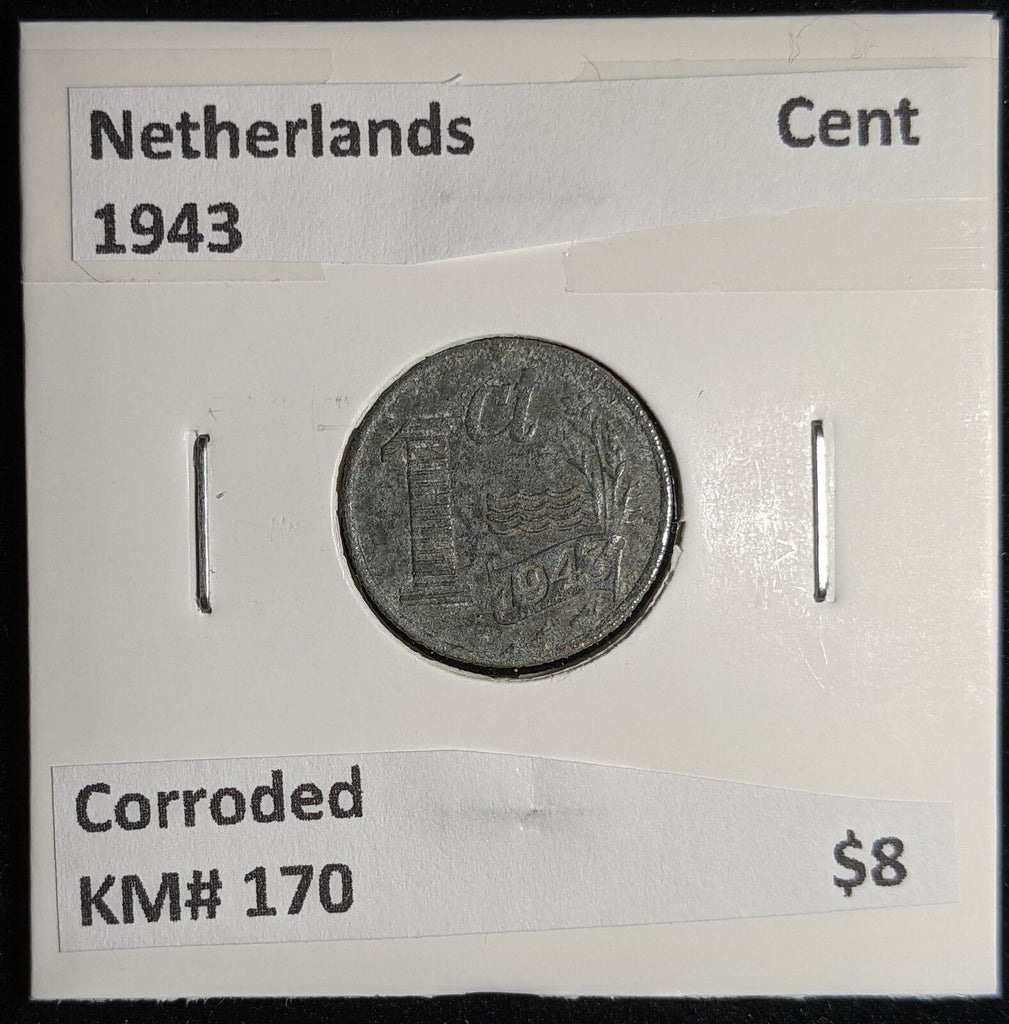 Netherlands Cent
1943
1 ct
1943
Corroded
KM# 170 $8